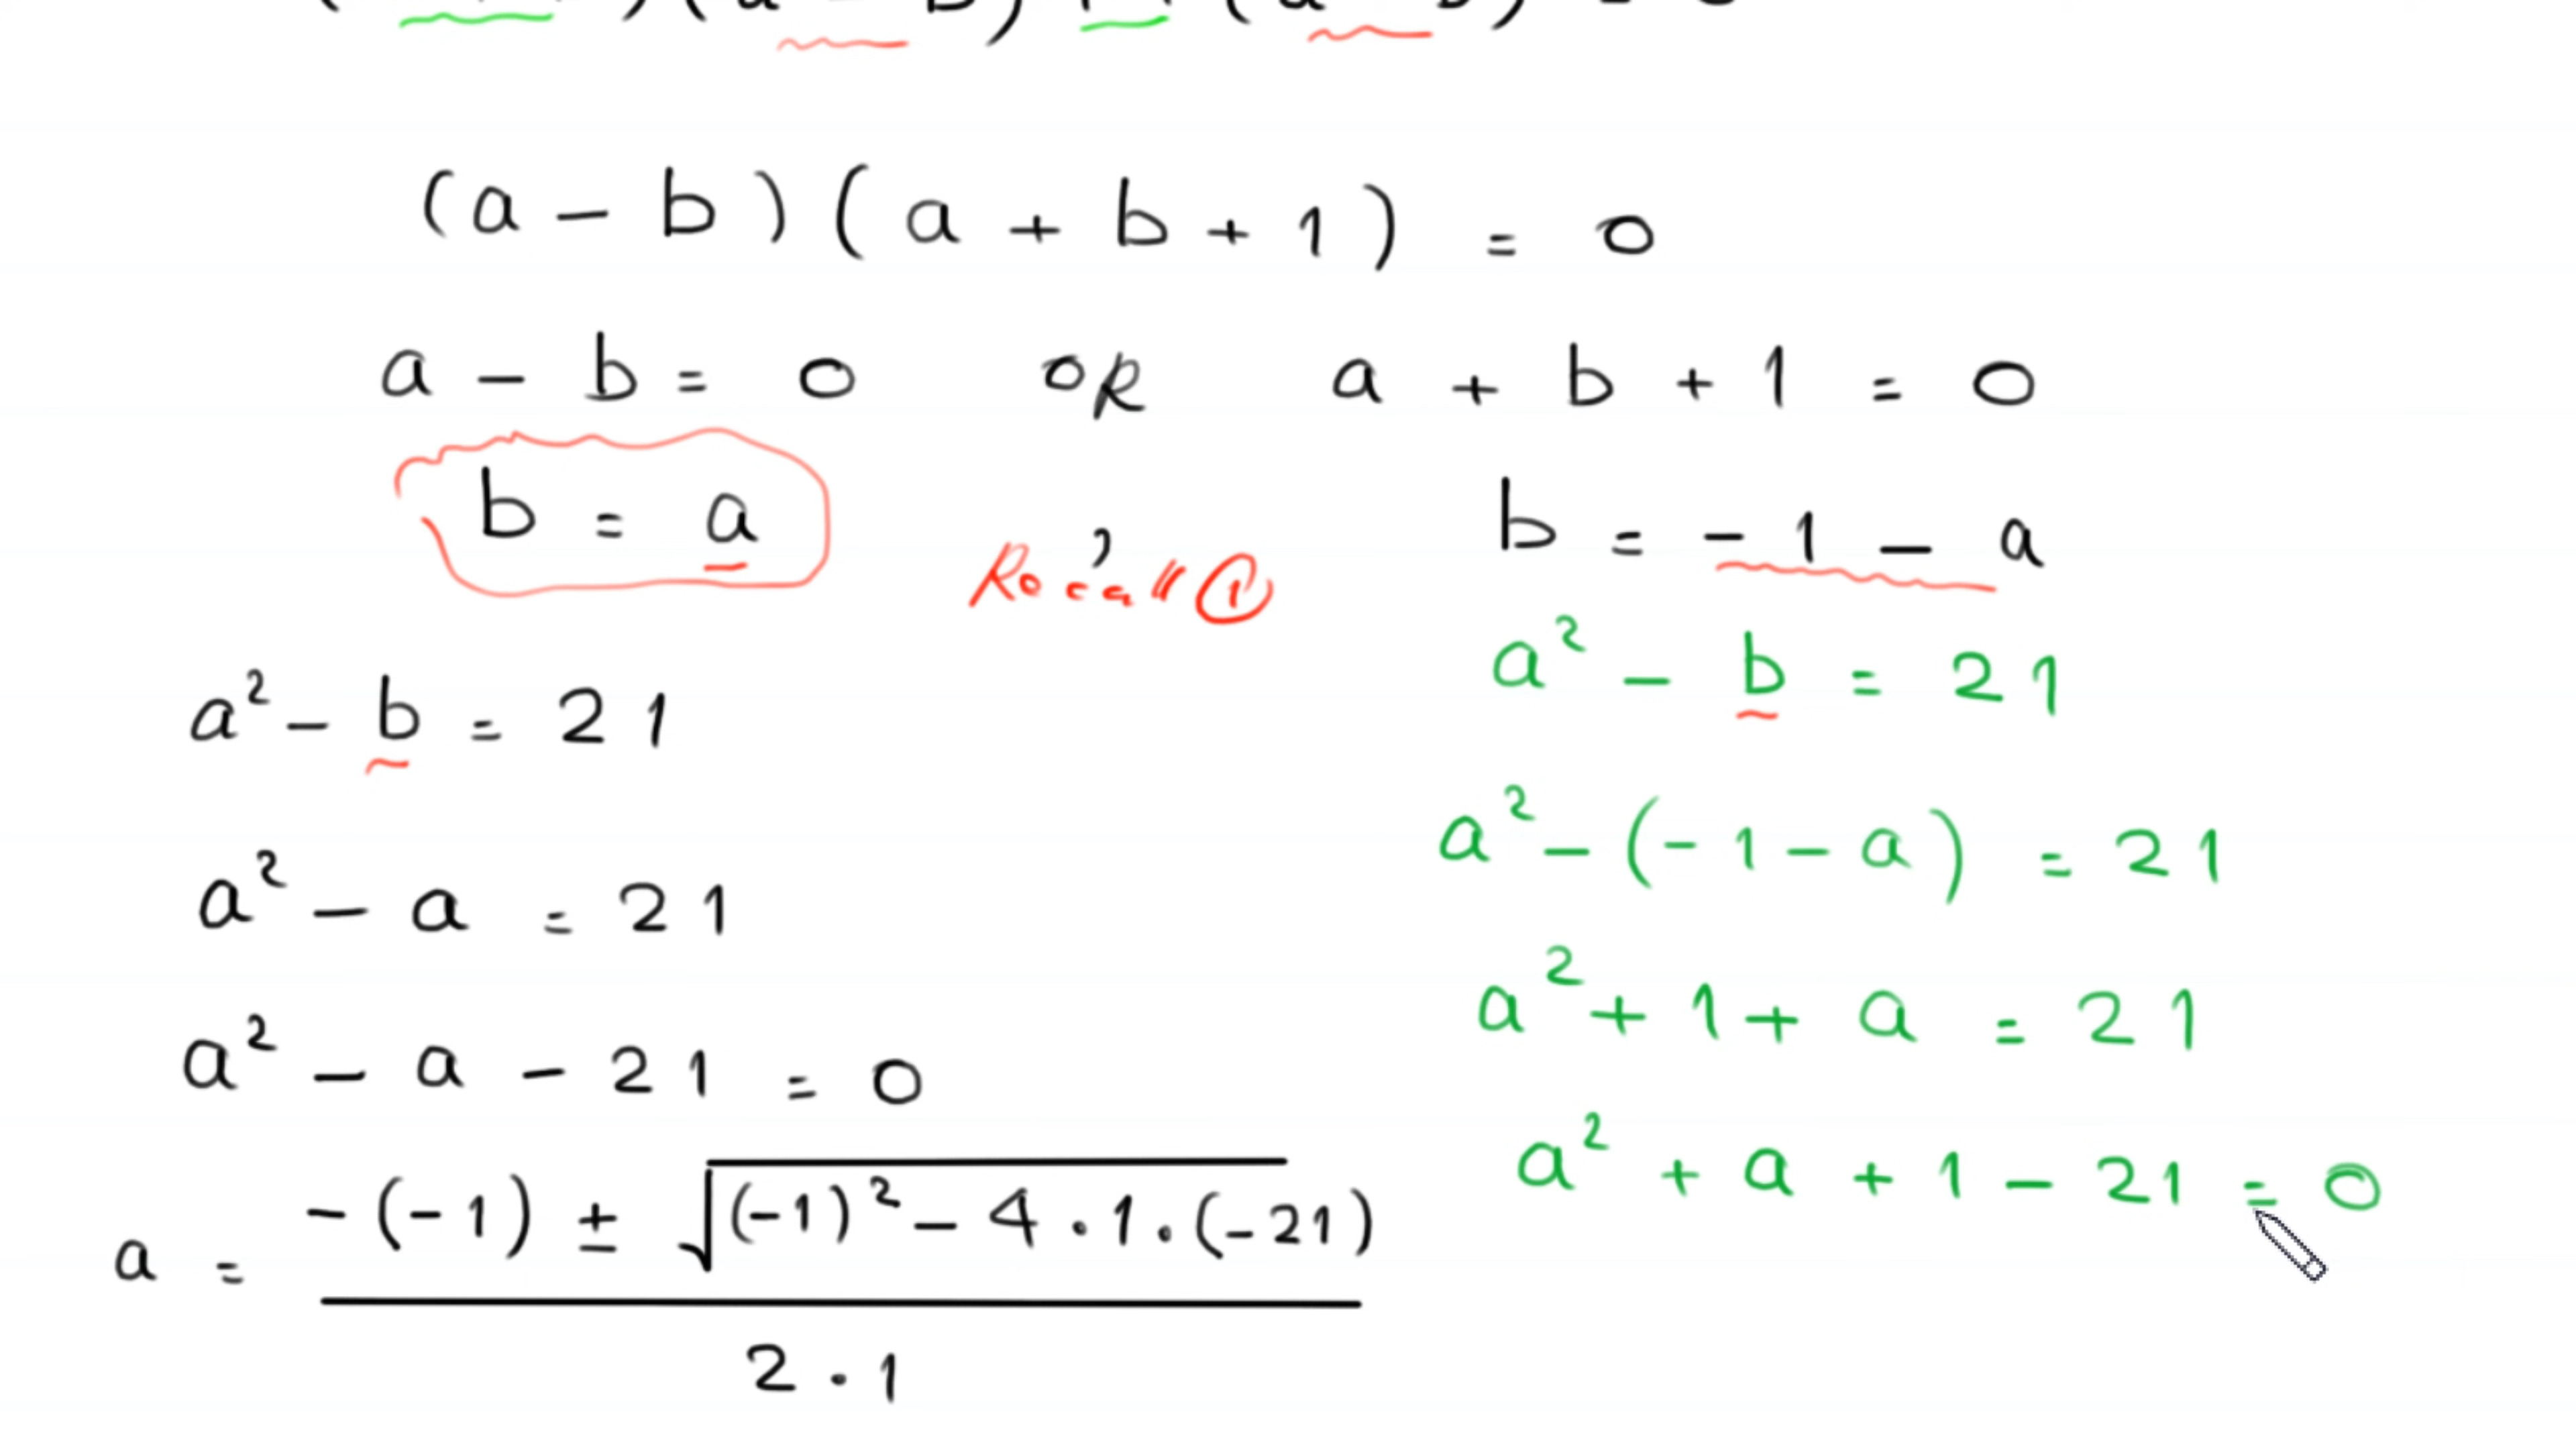 (a - b) (a + b + 1) = 0
a - b = 0 or a + b + 1 = 0
b = a , b = -1 - a
Recall ①
a² - b = 21
a² - a = 21
a² - a - 21 = 0
a = (-(-1) ± √((-1)² - 4 · 1 · (-21))) / (2 · 1)
a² - b = 21
a² - (-1 - a) = 21
a² + 1 + a = 21
a² + a + 1 - 21 = 0